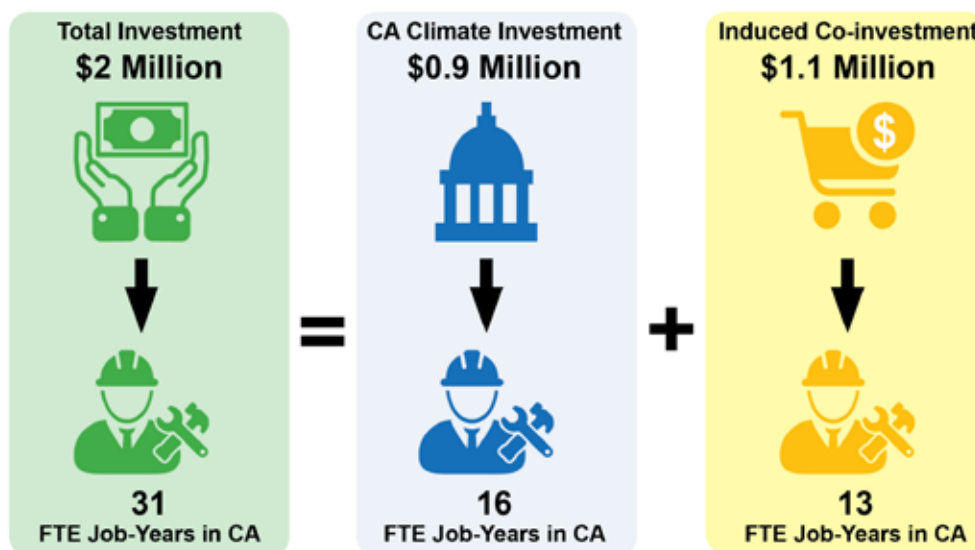 Total Investment
$2 Million
31
FTE Job-Years in CA
=
CA Climate Investment
$0.9 Million
16
FTE Job-Years in CA
+
Induced Co-investment
$1.1 Million
$
13
FTE Job-Years in CA